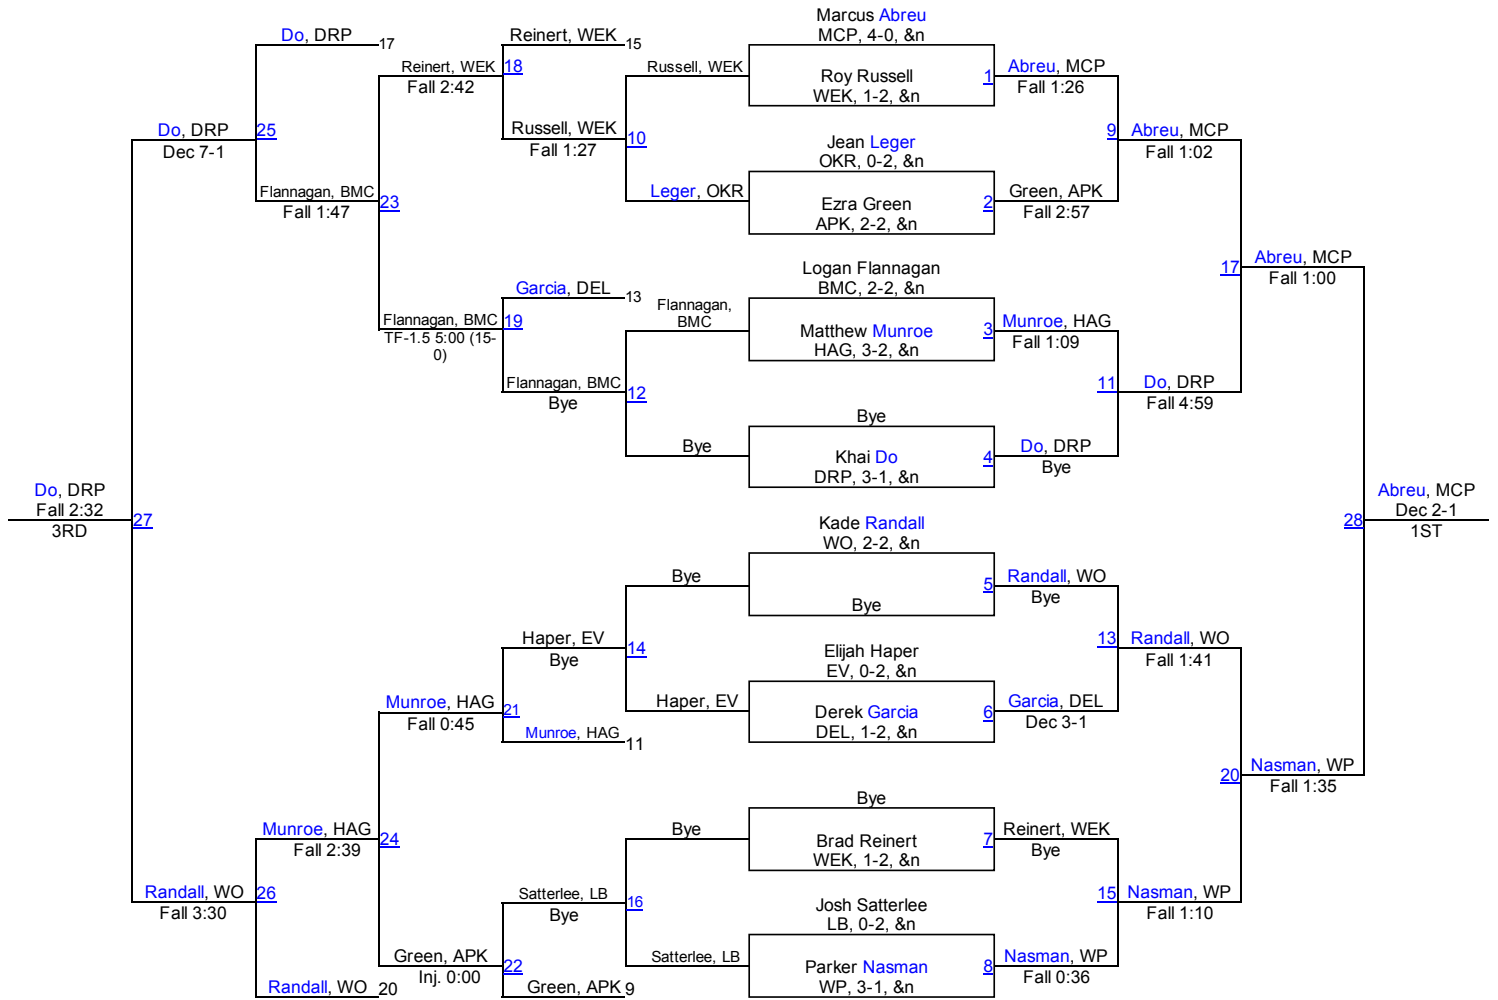 Marcus Abreu
MCP, 4-0, &n
Roy Russell
WEK, 1-2, &n
1
Jean Leger
OKR, 0-2, &n
Ezra Green
APK, 2-2, &n
2
Logan Flannagan
BMC, 2-2, &n
Matthew Munroe
HAG, 3-2, &n
3
Bye
Khai Do
DRP, 3-1, &n
4
Kade Randall
WO, 2-2, &n
Bye
5
Elijah Haper
EV, 0-2, &n
Derek Garcia
DEL, 1-2, &n
6
Bye
Brad Reinert
WEK, 1-2, &n
7
Josh Satterlee
LB, 0-2, &n
Parker Nasman
WP, 3-1, &n
8
Abreu, MCP
Fall 1:26
Green, APK
Fall 2:57
Munroe, HAG
Fall 1:09
Do, DRP
Bye
Randall, WO
Bye
Garcia, DEL
Dec 3-1
Reinert, WEK
Bye
Nasman, WP
Fall 0:36
9
Abreu, MCP
Fall 1:02
11
Do, DRP
Fall 4:59
13
Randall, WO
Fall 1:41
15
Nasman, WP
Fall 1:10
17
Abreu, MCP
Fall 1:00
20
Nasman, WP
Fall 1:35
28
Abreu, MCP
Dec 2-1
1ST
Russell, WEK
Leger, OKR
Flannagan,
BMC
Bye
Bye
Haper, EV
Bye
Satterlee, LB
Reinert, WEK
15
Russell, WEK
Fall 1:27
10
Garcia, DEL
13
Flannagan, BMC
Bye
12
Haper, EV
Bye
14
Munroe, HAG
11
Satterlee, LB
Bye
16
Green, APK
9
Reinert, WEK
Fall 2:42
18
Flannagan, BMC
TF-1.5 5:00 (15-
0)
19
Munroe, HAG
Fall 0:45
21
Green, APK
Inj. 0:00
22
Do, DRP
17
Flannagan, BMC
Fall 1:47
23
Munroe, HAG
Fall 2:39
24
Randall, WO
20
Do, DRP
Dec 7-1
25
Randall, WO
Fall 3:30
26
Do, DRP
Fall 2:32
3RD
27